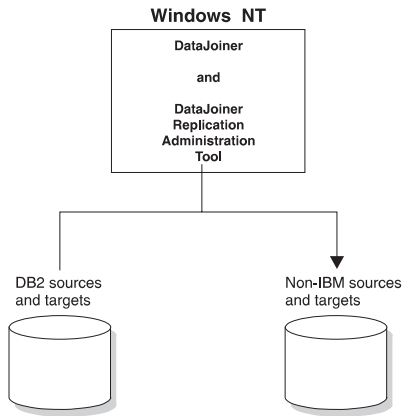 Windows NT
DataJoiner
and
DataJoiner
Replication
Administration
Tool
DB2 sources
and targets
Non-IBM sources
and targets